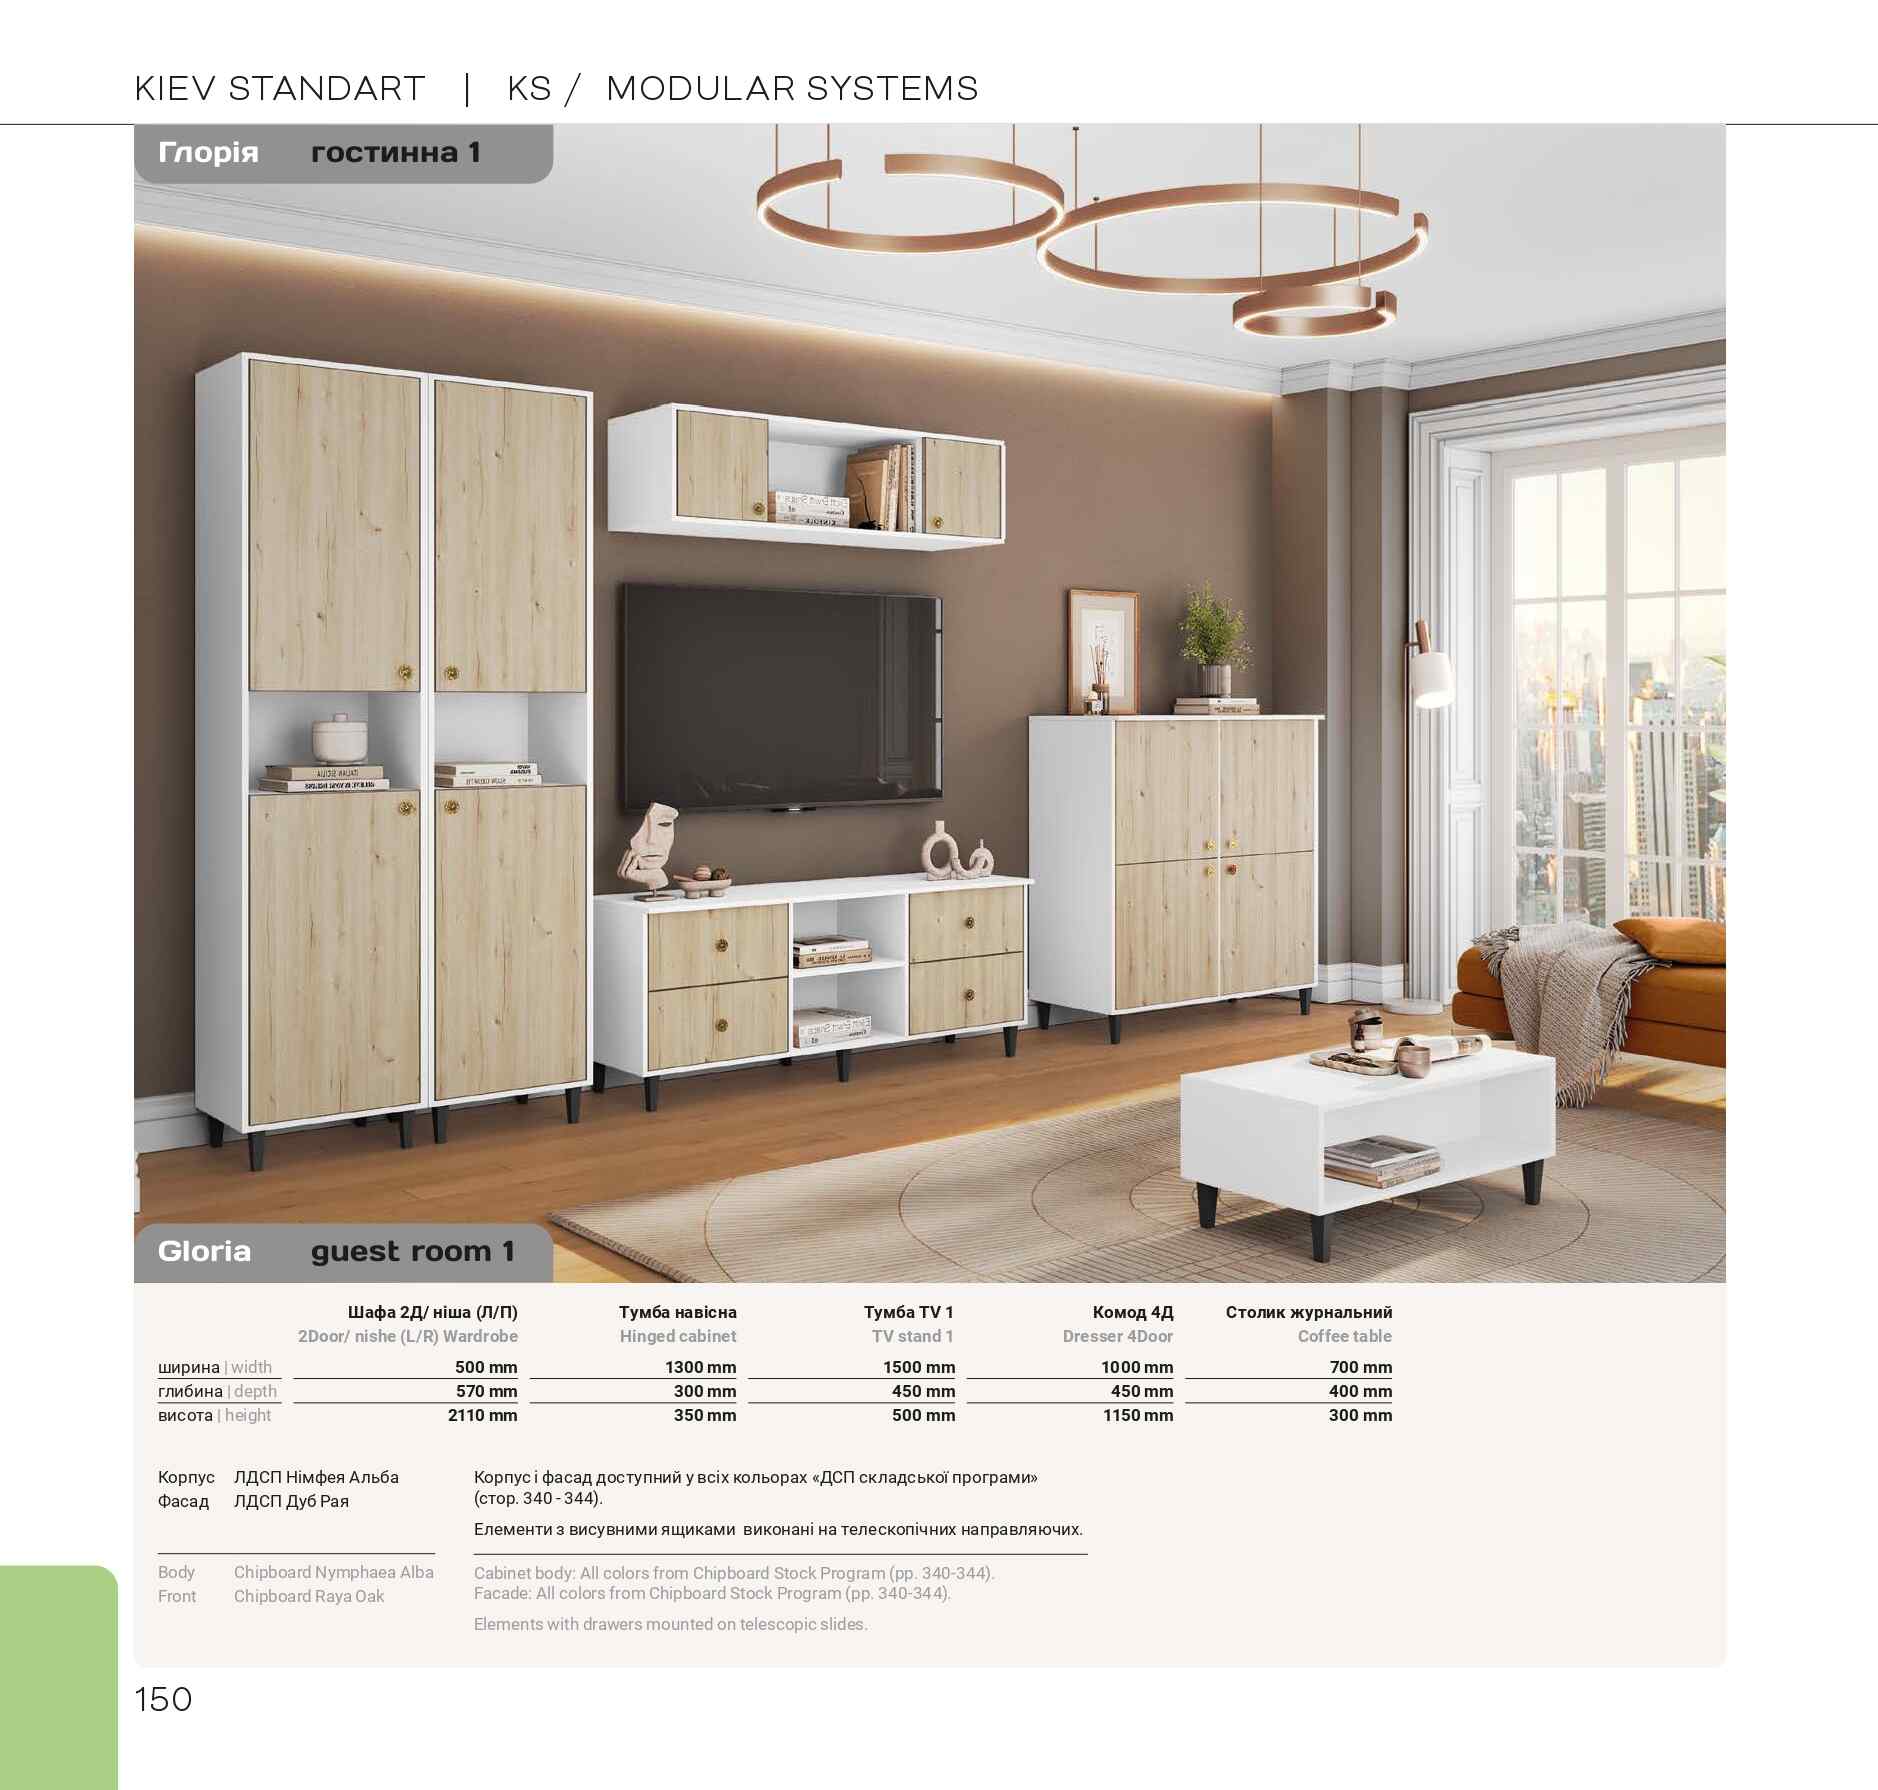 KIEV STANDART | KS / MODULAR SYSTEMS
Глорія гостинна 1
Gloria guest room 1
Шафа 2Д/ ніша (Л/П) Тумба навісна Тумба TV 1 Комод 4Д Столик журнальний
2Door/ nishe (L/R) Wardrobe Hinged cabinet TV stand 1 Dresser 4Door Coffee table
ширина | width 500 mm 1300 mm 1500 mm 1000 mm 700 mm
глибина | depth 570 mm 300 mm 450 mm 450 mm 400 mm
висота | height 2110 mm 350 mm 500 mm 1150 mm 300 mm
Корпус ЛДСП Німфея Альба
Фасад ЛДСП Дуб Рая
Корпус і фасад доступний у всіх кольорах «ДСП складської програми»
(стор. 340 - 344).
Елементи з висувними ящиками виконані на телескопічних направляючих.
Body Chipboard Nymphaea Alba
Front Chipboard Raya Oak
Cabinet body: All colors from Chipboard Stock Program (pp. 340-344).
Facade: All colors from Chipboard Stock Program (pp. 340-344).
Elements with drawers mounted on telescopic slides.
150